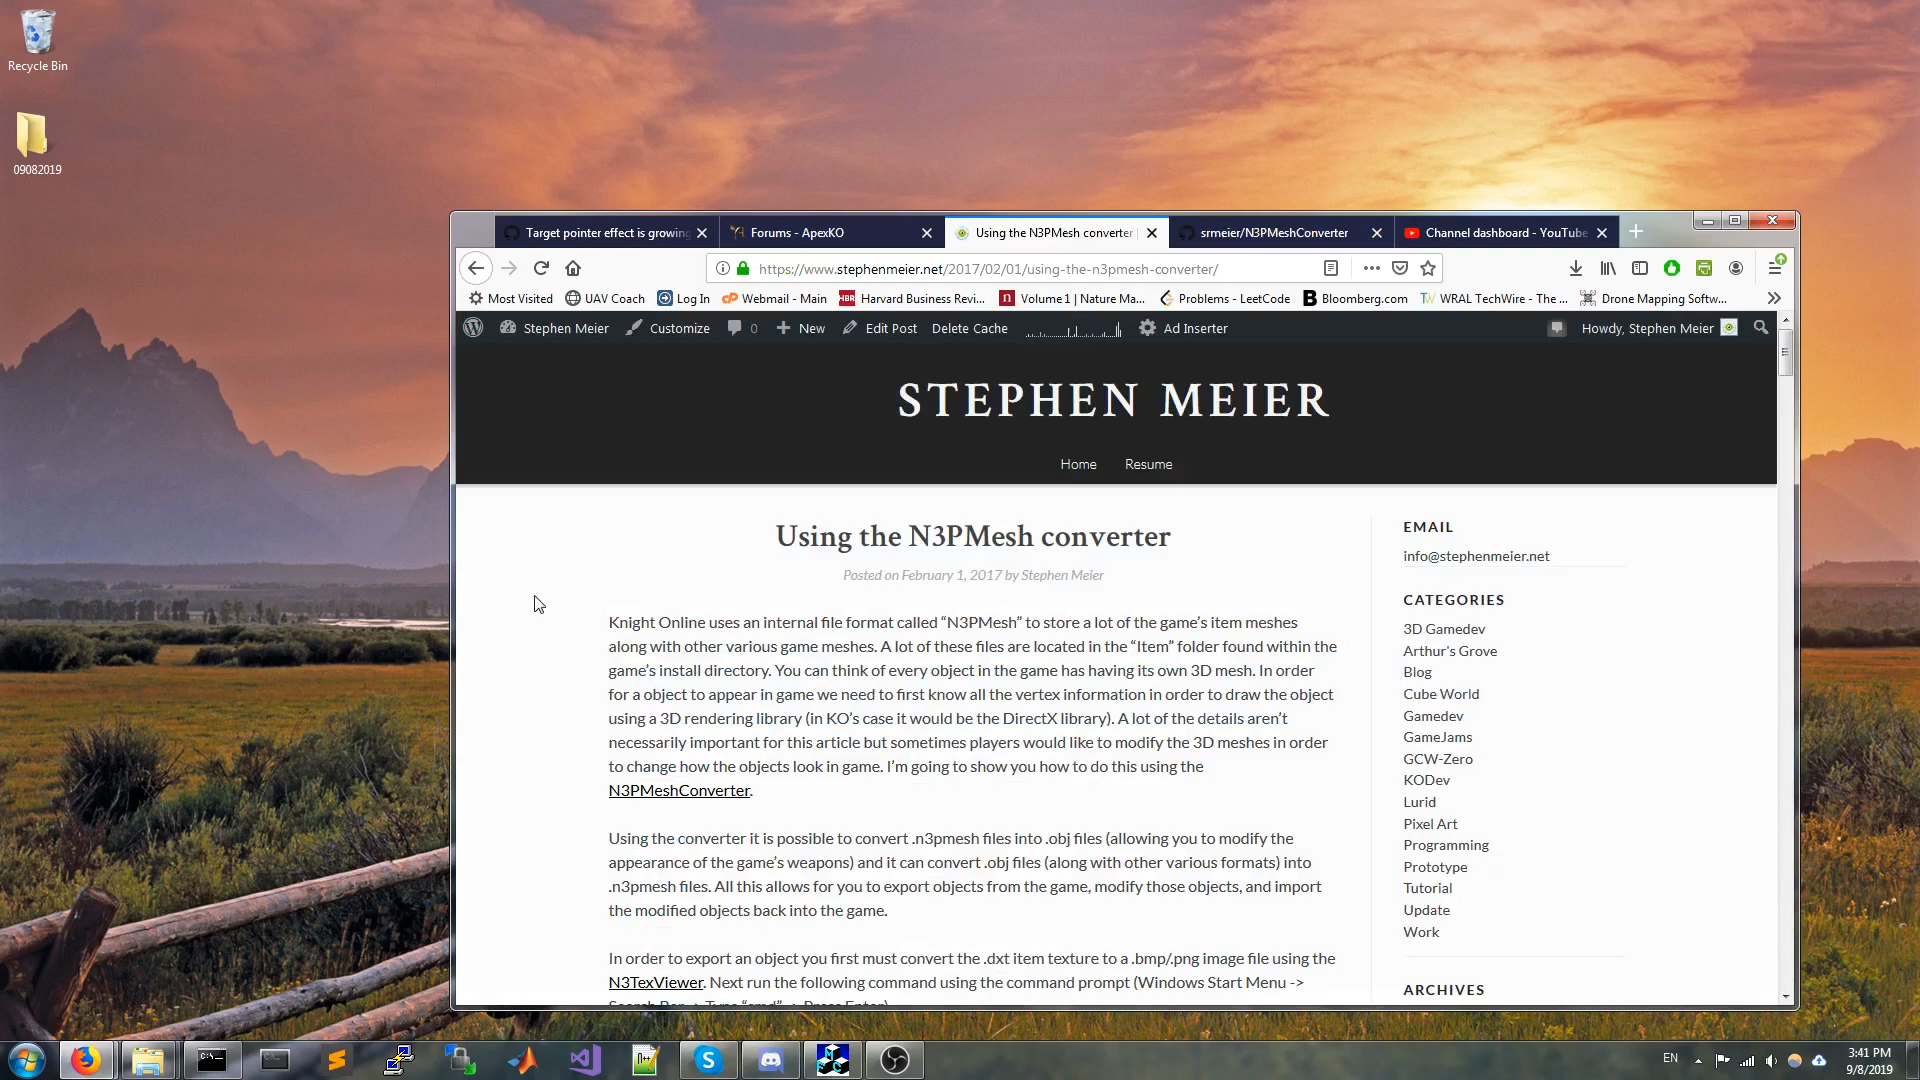 Recycle Bin
09082019
Target pointer effect is growing
Forums - ApexKO
Using the N3PMesh converter
srmeier/N3PMeshConverter
Channel dashboard - YouTube
https://www.stephenmeier.net/2017/02/01/using-the-n3pmesh-converter/
Most Visited
UAV Coach
Log In
Webmail - Main
HBR Harvard Business Revi...
n Volume 1 | Nature Ma...
Problems - LeetCode
B Bloomberg.com
WRAL TechWire - The ...
Drone Mapping Softw...
Stephen Meier
Customize
0
New
Edit Post
Delete Cache
Ad Inserter
Howdy, Stephen Meier
STEPHEN MEIER
Home
Resume
Using the N3PMesh converter
Posted on February 1, 2017 by Stephen Meier
Knight Online uses an internal file format called “N3PMesh” to store a lot of the game’s item meshes
along with other various game meshes. A lot of these files are located in the “Item” folder found within the
game’s install directory. You can think of every object in the game has having its own 3D mesh. In order
for a object to appear in game we need to first know all the vertex information in order to draw the object
using a 3D rendering library (in KO’s case it would be the DirectX library). A lot of the details aren’t
necessarily important for this article but sometimes players would like to modify the 3D meshes in order
to change how the objects look in game. I’m going to show you how to do this using the
N3PMeshConverter.
Using the converter it is possible to convert .n3pmesh files into .obj files (allowing you to modify the
appearance of the game’s weapons) and it can convert .obj files (along with other various formats) into
.n3pmesh files. All this allows for you to export objects from the game, modify those objects, and import
the modified objects back into the game.
In order to export an object you first must convert the .dxt item texture to a .bmp/.png image file using the
N3TexViewer. Next run the following command using the command prompt (Windows Start Menu ->
Search Bar -> Type “cmd” -> Press Enter)
EMAIL
info@stephenmeier.net
CATEGORIES
3D Gamedev
Arthur's Grove
Blog
Cube World
Gamedev
GameJams
GCW-Zero
KODev
Lurid
Pixel Art
Programming
Prototype
Tutorial
Update
Work
ARCHIVES
EN
3:41 PM
9/8/2019